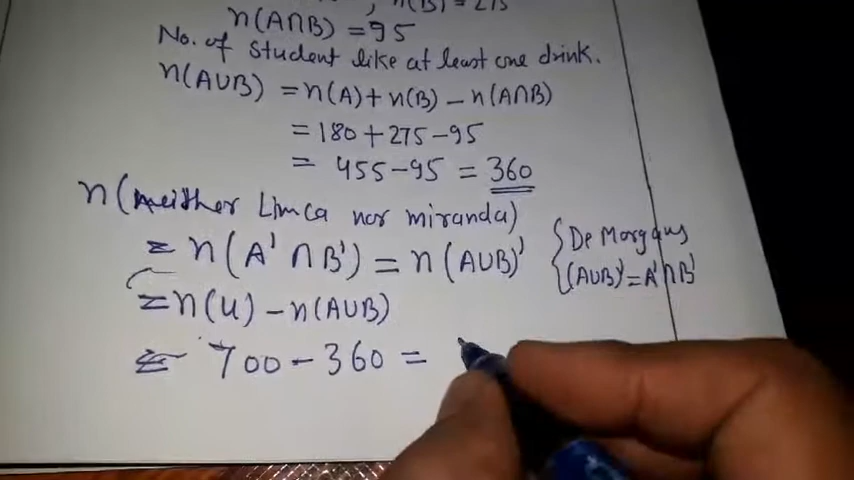 , n(B) = 275
n(A∩B) = 95
No. of student like at least one drink.
n(A∪B) = n(A) + n(B) - n(A∩B)
= 180 + 275 - 95
= 455 - 95 = 360
n(neither Limca nor miranda)
= n(A' ∩ B') = n(A∪B)' {De Morgans
(A∪B)' = A'∩B'
= n(U) - n(A∪B)
= 700 - 360 =